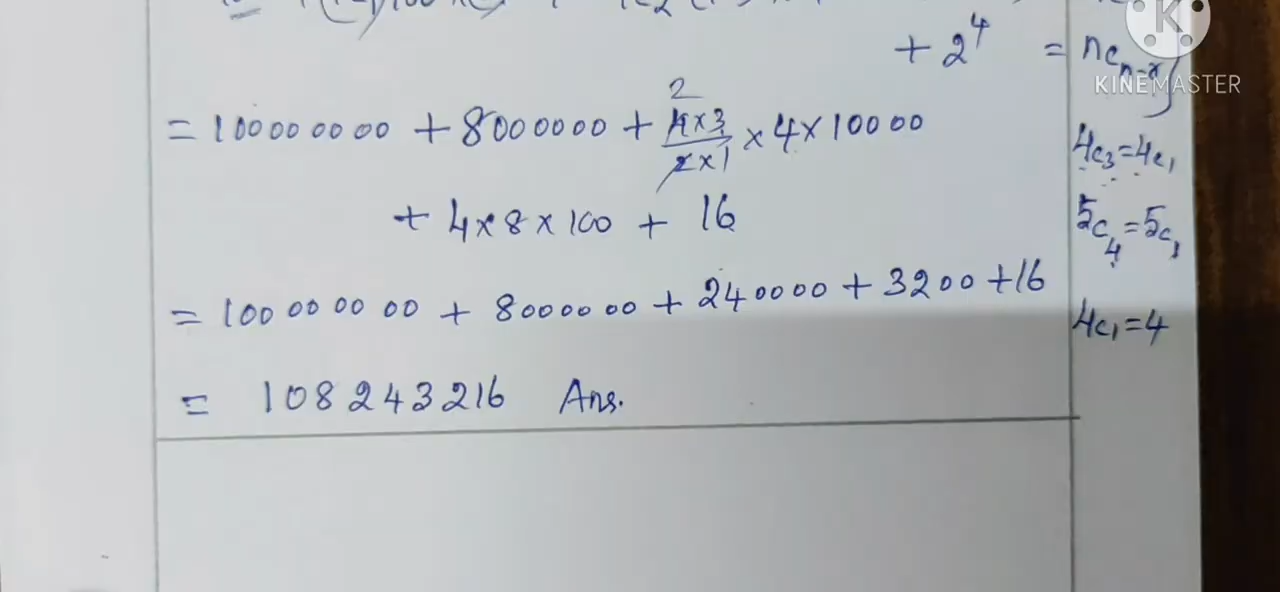 + 2⁴ = nCₙ₋ᵣ)
KINEMASTER
= 100000000 + 8000000 + (4×3)/(2×1) × 4 × 10000
2
4C₃ = 4C₁
+ 4 × 8 × 100 + 16
5C₄ = 5C₁
= 100000000 + 8000000 + 240000 + 3200 + 16
4C₁ = 4
= 108243216 Ans.